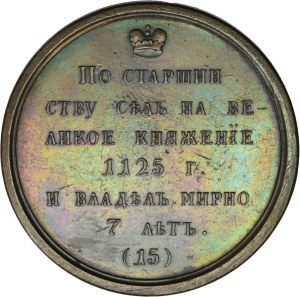 По старшин
ству сѣлъ на ве-
ликое княженіе
1125 г.
и владѣлъ мирно
7 лѣтъ.
(15)